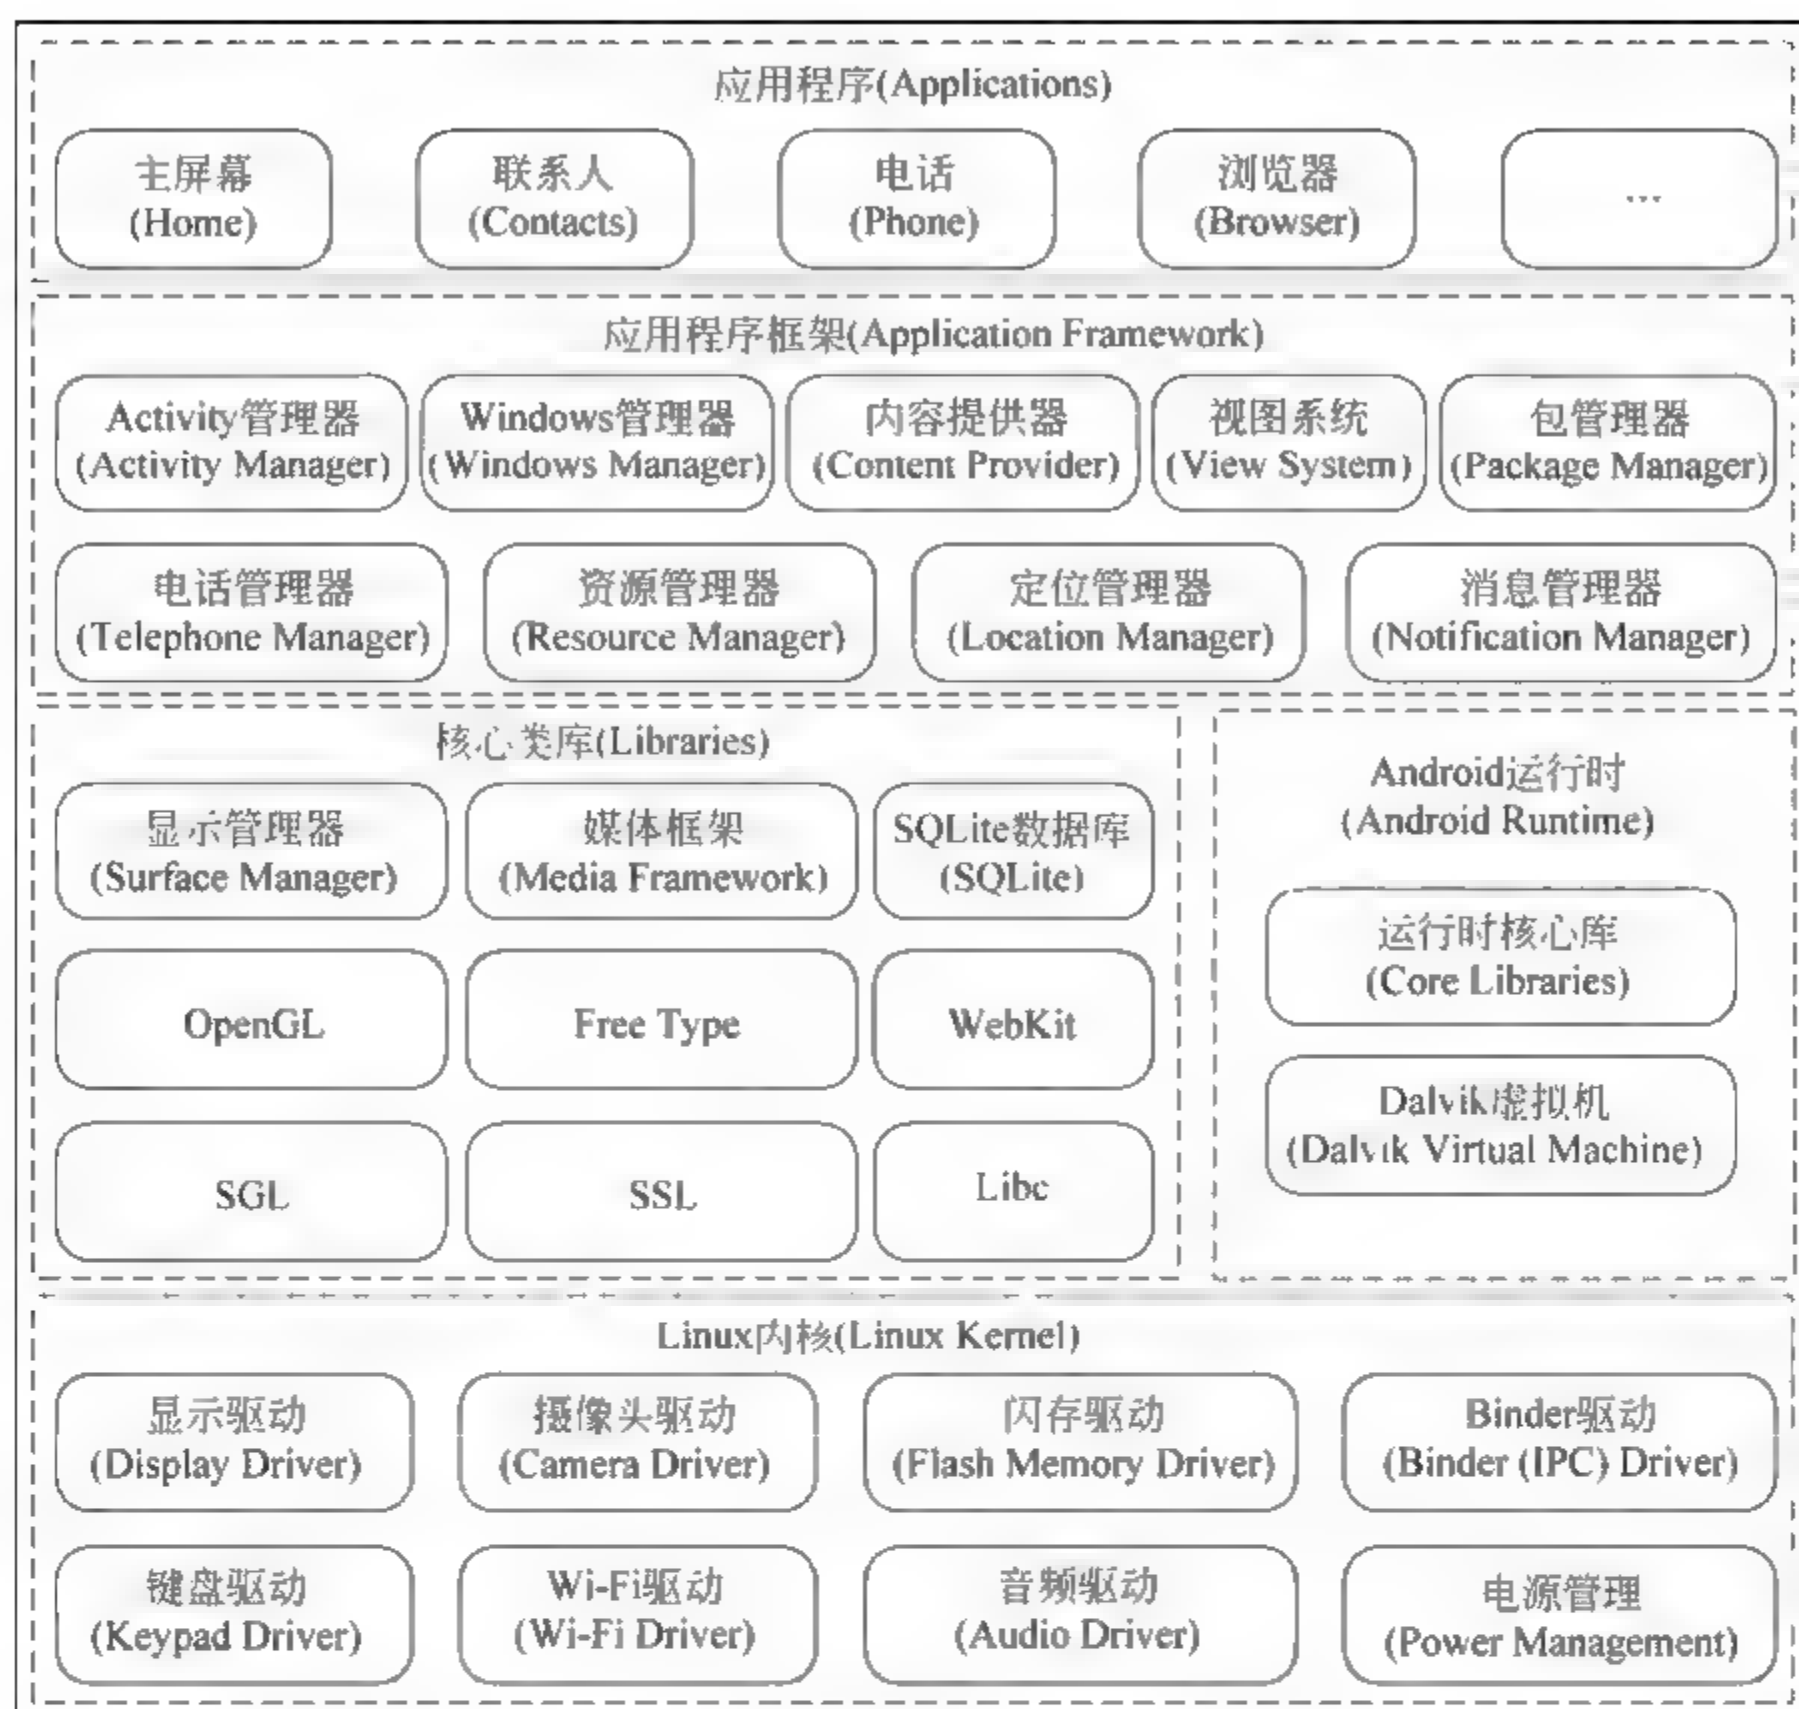 应用程序(Applications)
主屏幕
(Home)
联系人
(Contacts)
电话
(Phone)
浏览器
(Browser)
...
应用程序框架(Application Framework)
Activity管理器
(Activity Manager)
Windows管理器
(Windows Manager)
内容提供器
(Content Provider)
视图系统
(View System)
包管理器
(Package Manager)
电话管理器
(Telephone Manager)
资源管理器
(Resource Manager)
定位管理器
(Location Manager)
消息管理器
(Notification Manager)
核心类库(Libraries)
显示管理器
(Surface Manager)
媒体框架
(Media Framework)
SQLite数据库
(SQLite)
OpenGL
Free Type
WebKit
SGL
SSL
Libc
Android运行时
(Android Runtime)
运行时核心库
(Core Libraries)
Dalvik虚拟机
(Dalvik Virtual Machine)
Linux内核(Linux Kernel)
显示驱动
(Display Driver)
摄像头驱动
(Camera Driver)
闪存驱动
(Flash Memory Driver)
Binder驱动
(Binder (IPC) Driver)
键盘驱动
(Keypad Driver)
Wi-Fi驱动
(Wi-Fi Driver)
音频驱动
(Audio Driver)
电源管理
(Power Management)